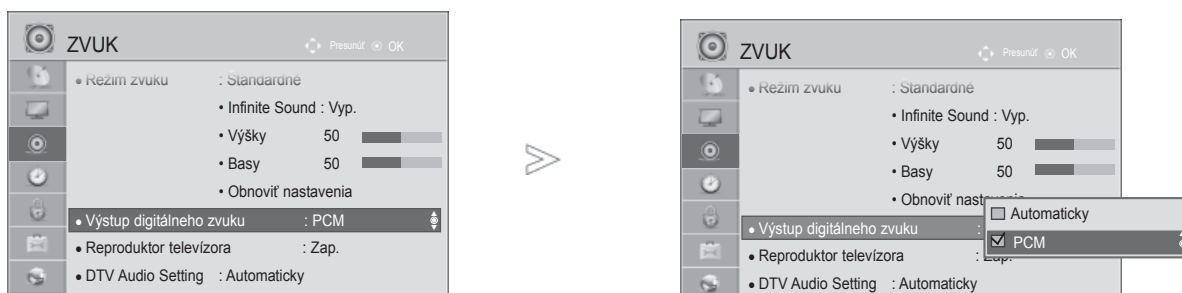 ZVUK
Presunúť OK
• Režim zvuku : Štandardné
• Infinite Sound : Vyp.
• Výšky 50
• Basy 50
• Obnoviť nastavenia
• Výstup digitálneho zvuku : PCM
• Reproduktor televízora : Zap.
• DTV Audio Setting : Automaticky
ZVUK
Presunúť OK
• Režim zvuku : Štandardné
• Infinite Sound : Vyp.
• Výšky 50
• Basy 50
• Obnoviť
• Výstup digitálneho zvuku :
Automaticky
PCM
• Reproduktor televízora : Zap.
• DTV Audio Setting : Automaticky